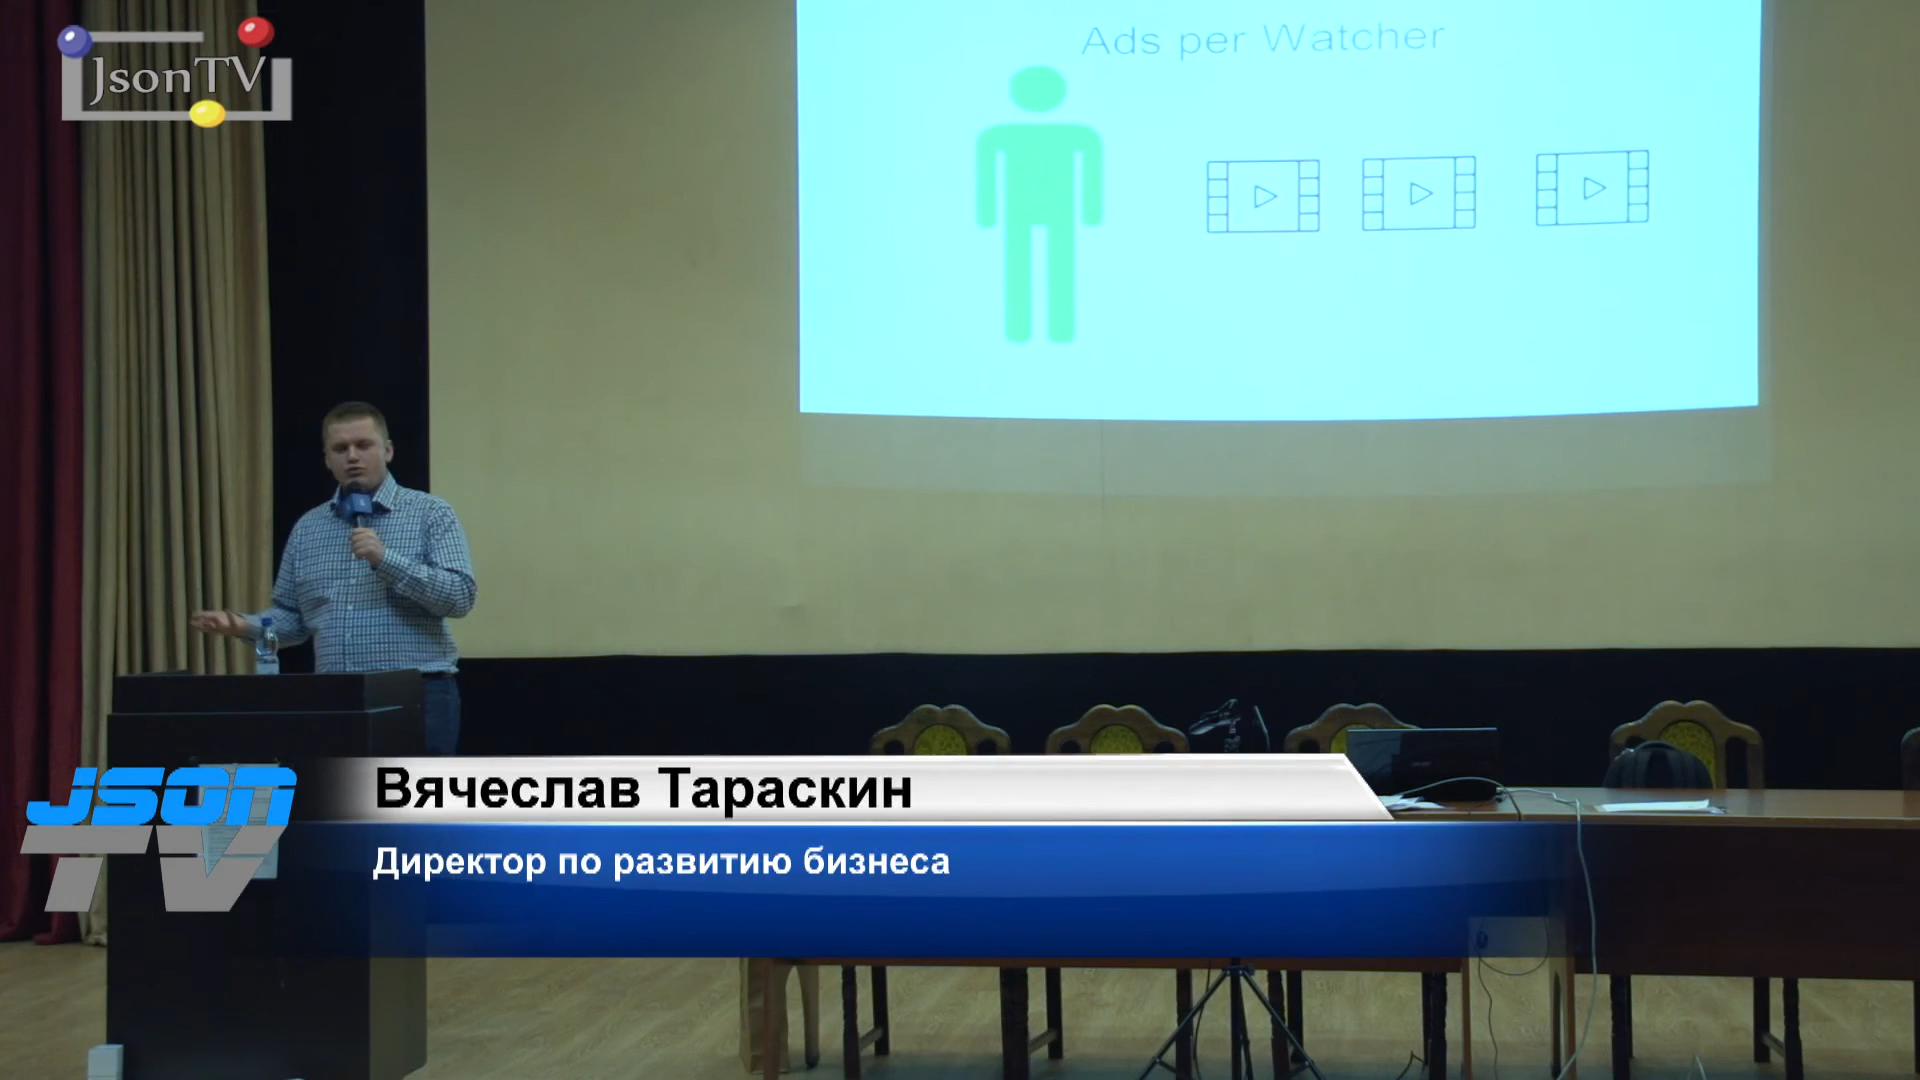 JsonTV
Ads per Watcher
JSON
TV
Вячеслав Тараскин
Директор по развитию бизнеса